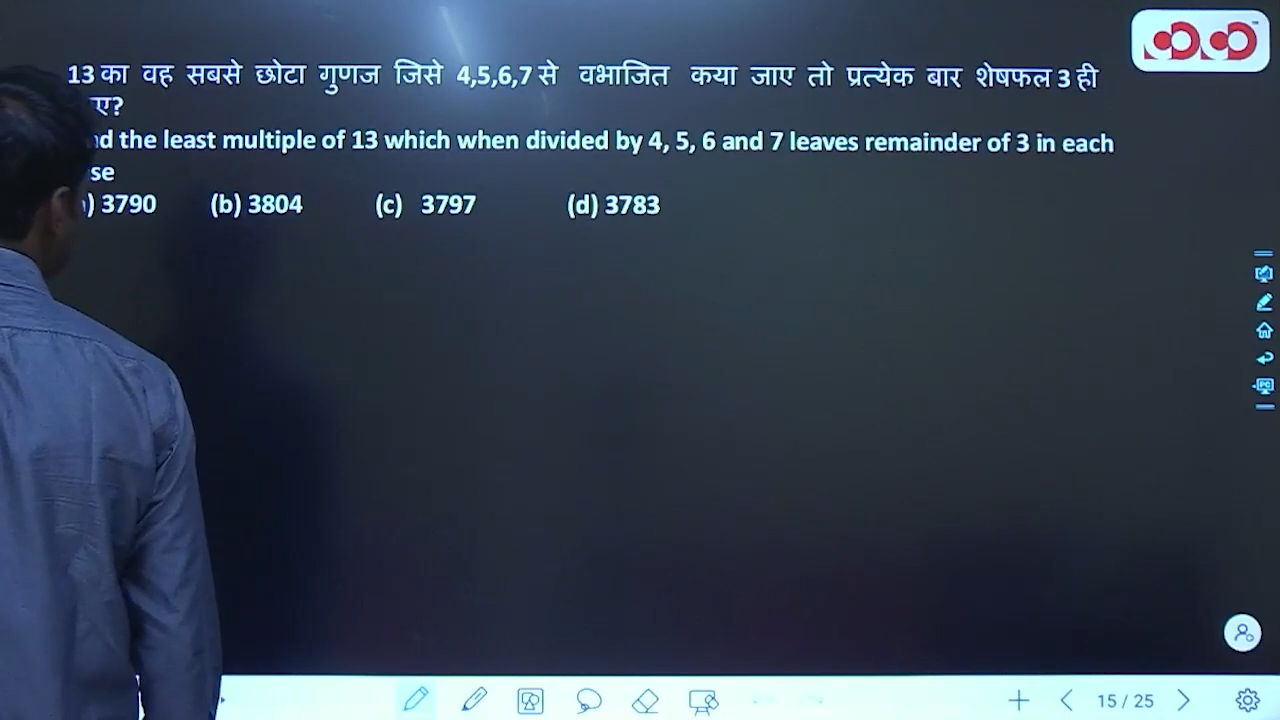 13 का वह सबसे छोटा गुणज जिसे 4,5,6,7 से वभाजित कया जाए तो प्रत्येक बार शेषफल 3 ही
ए?
nd the least multiple of 13 which when divided by 4, 5, 6 and 7 leaves remainder of 3 in each
se
) 3790 (b) 3804 (c) 3797 (d) 3783
15 / 25